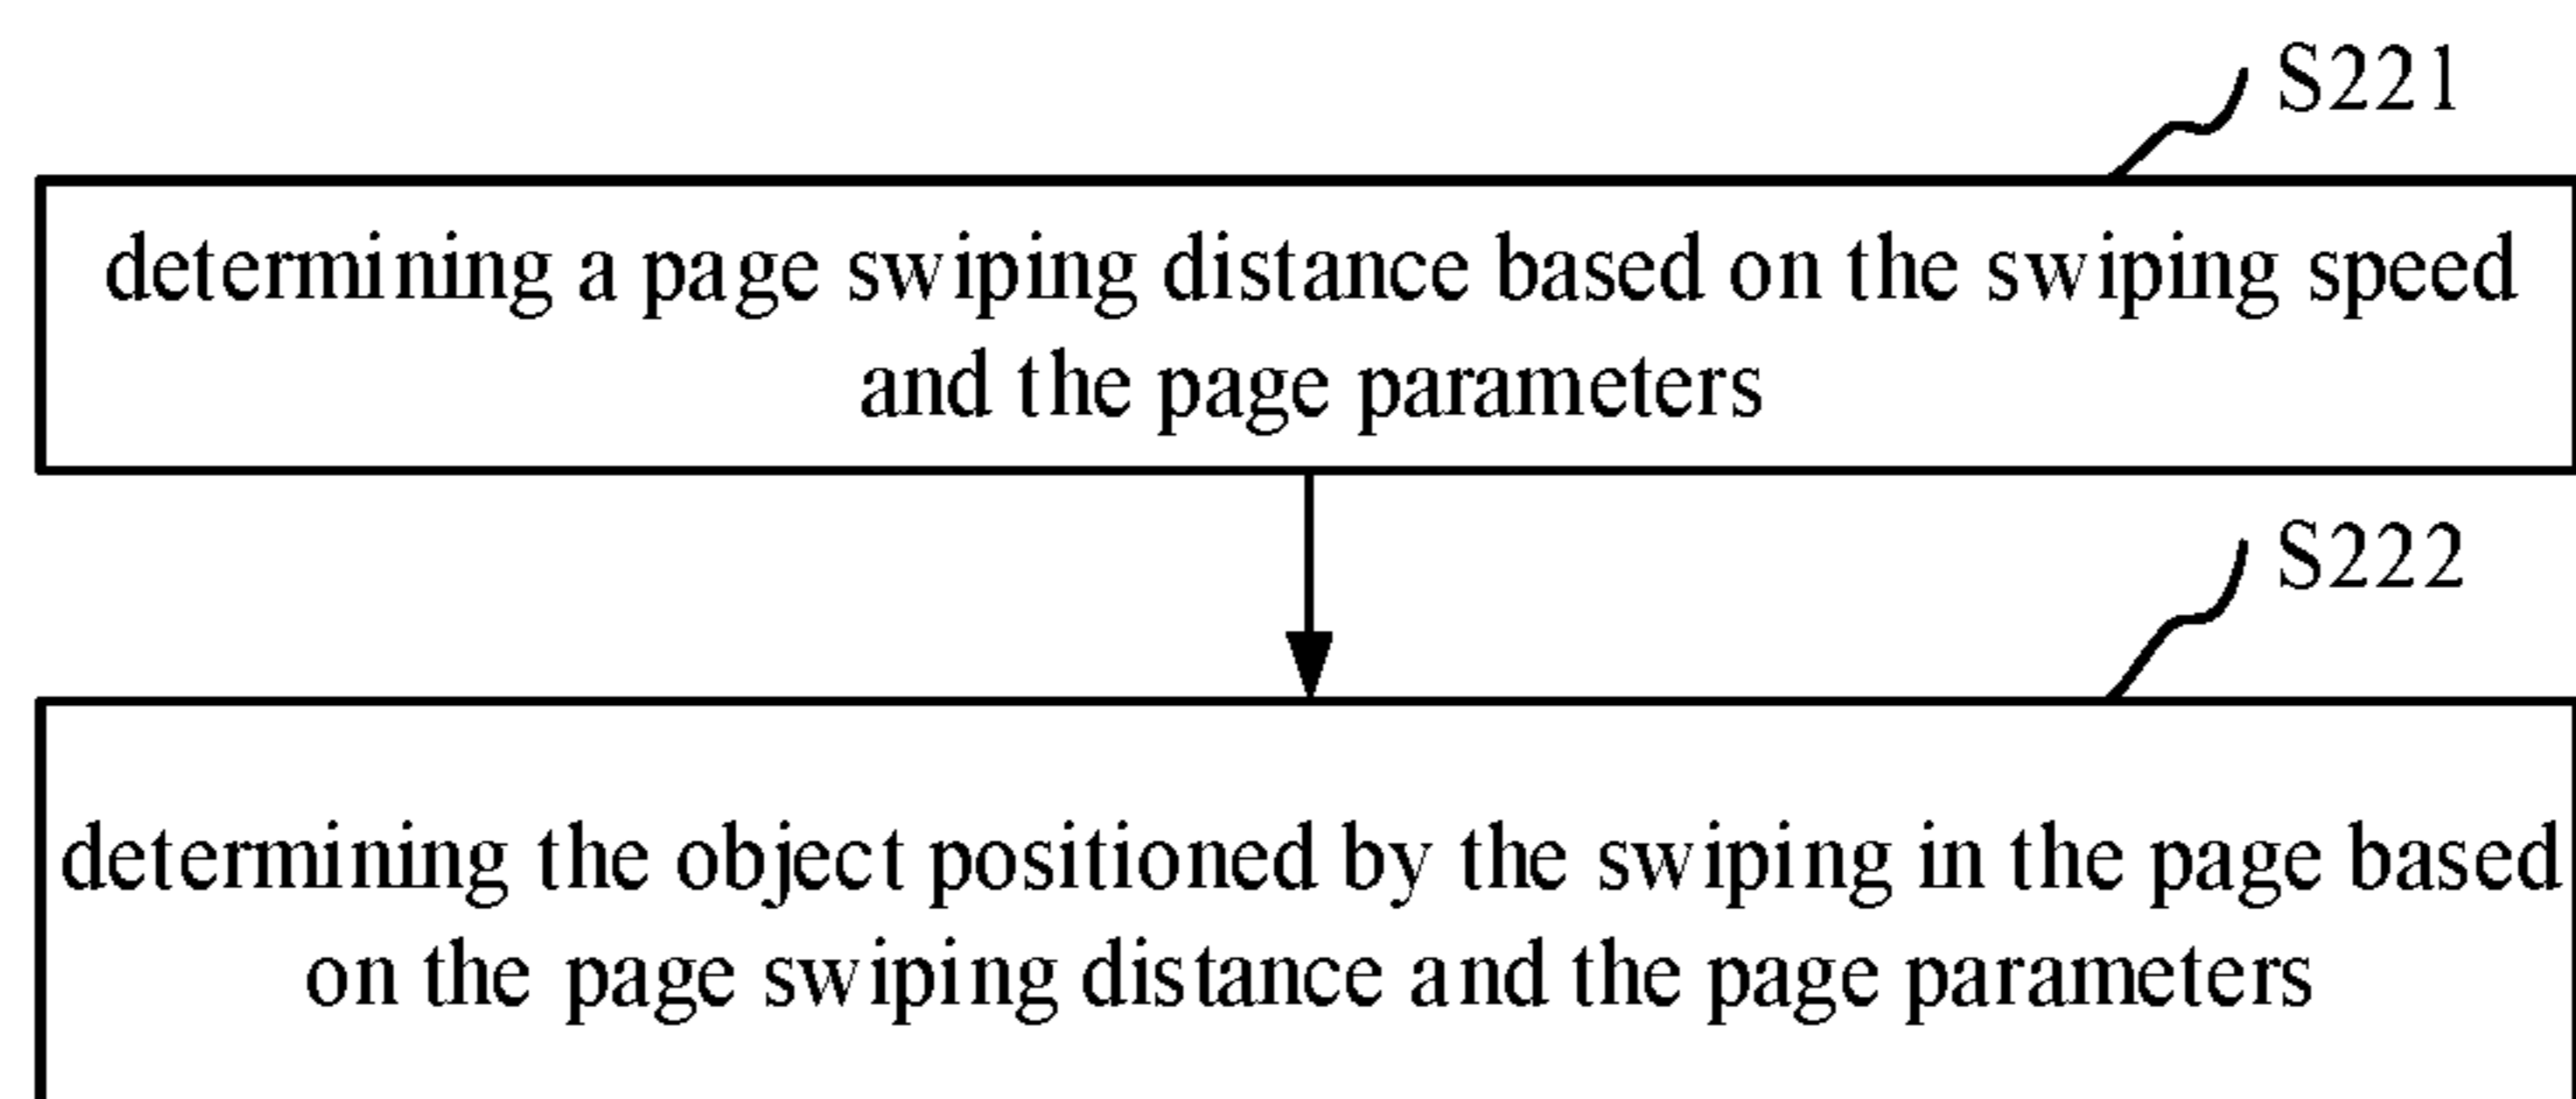 S221
determining a page swiping distance based on the swiping speed
and the page parameters
S222
determining the object positioned by the swiping in the page based
on the page swiping distance and the page parameters